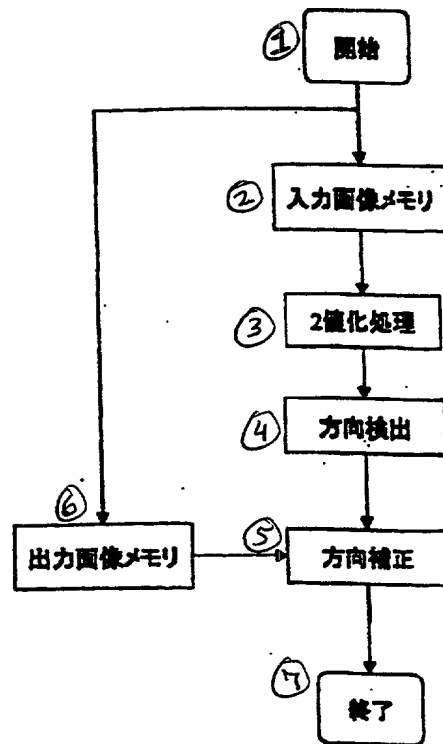 ① 開始
② 入力画像メモリ
③ 2値化処理
④ 方向検出
⑥
⑤
出力画像メモリ
方向補正
⑦ 終了